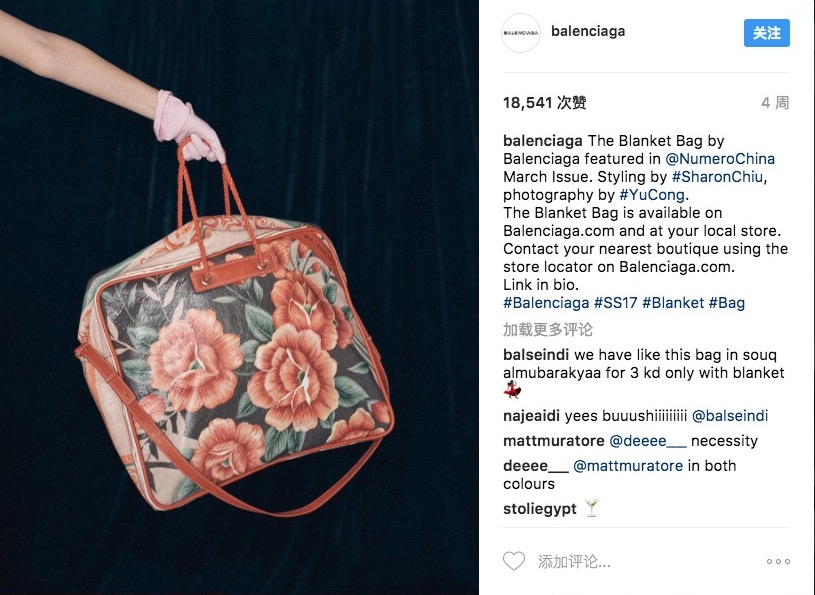 BALENCIAGA
balenciaga
关注
18,541 次赞
4 周
balenciaga The Blanket Bag by
Balenciaga featured in @NumeroChina
March Issue. Styling by #SharonChiu,
photography by #YuCong.
The Blanket Bag is available on
Balenciaga.com and at your local store.
Contact your nearest boutique using the
store locator on Balenciaga.com.
Link in bio.
#Balenciaga #SS17 #Blanket #Bag
加载更多评论
balseindi we have like this bag in souq
almubarakyaa for 3 kd only with blanket
💃
najeaidi yees buuushiiiiiiiii @balseindi
mattmuratore @deeee___ necessity
deeee__ @mattmuratore in both
colours
stoliegypt 🍸
添加评论...